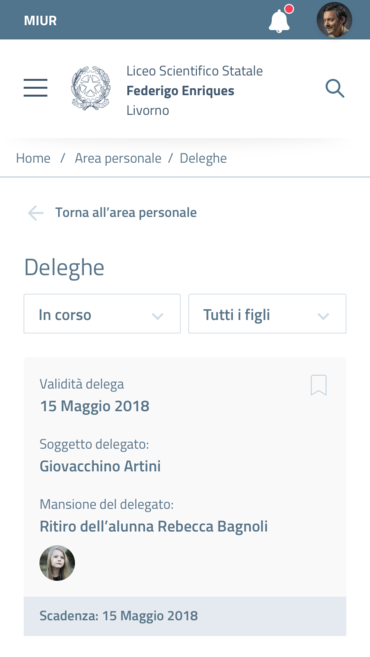 MIUR
Liceo Scientifico Statale
Federigo Enriques
Livorno
Home / Area personale / Deleghe
Torna all’area personale
Deleghe
In corso
Tutti i figli
Validità delega
15 Maggio 2018
Soggetto delegato:
Giovacchino Artini
Mansione del delegato:
Ritiro dell’alunna Rebecca Bagnoli
Scadenza: 15 Maggio 2018